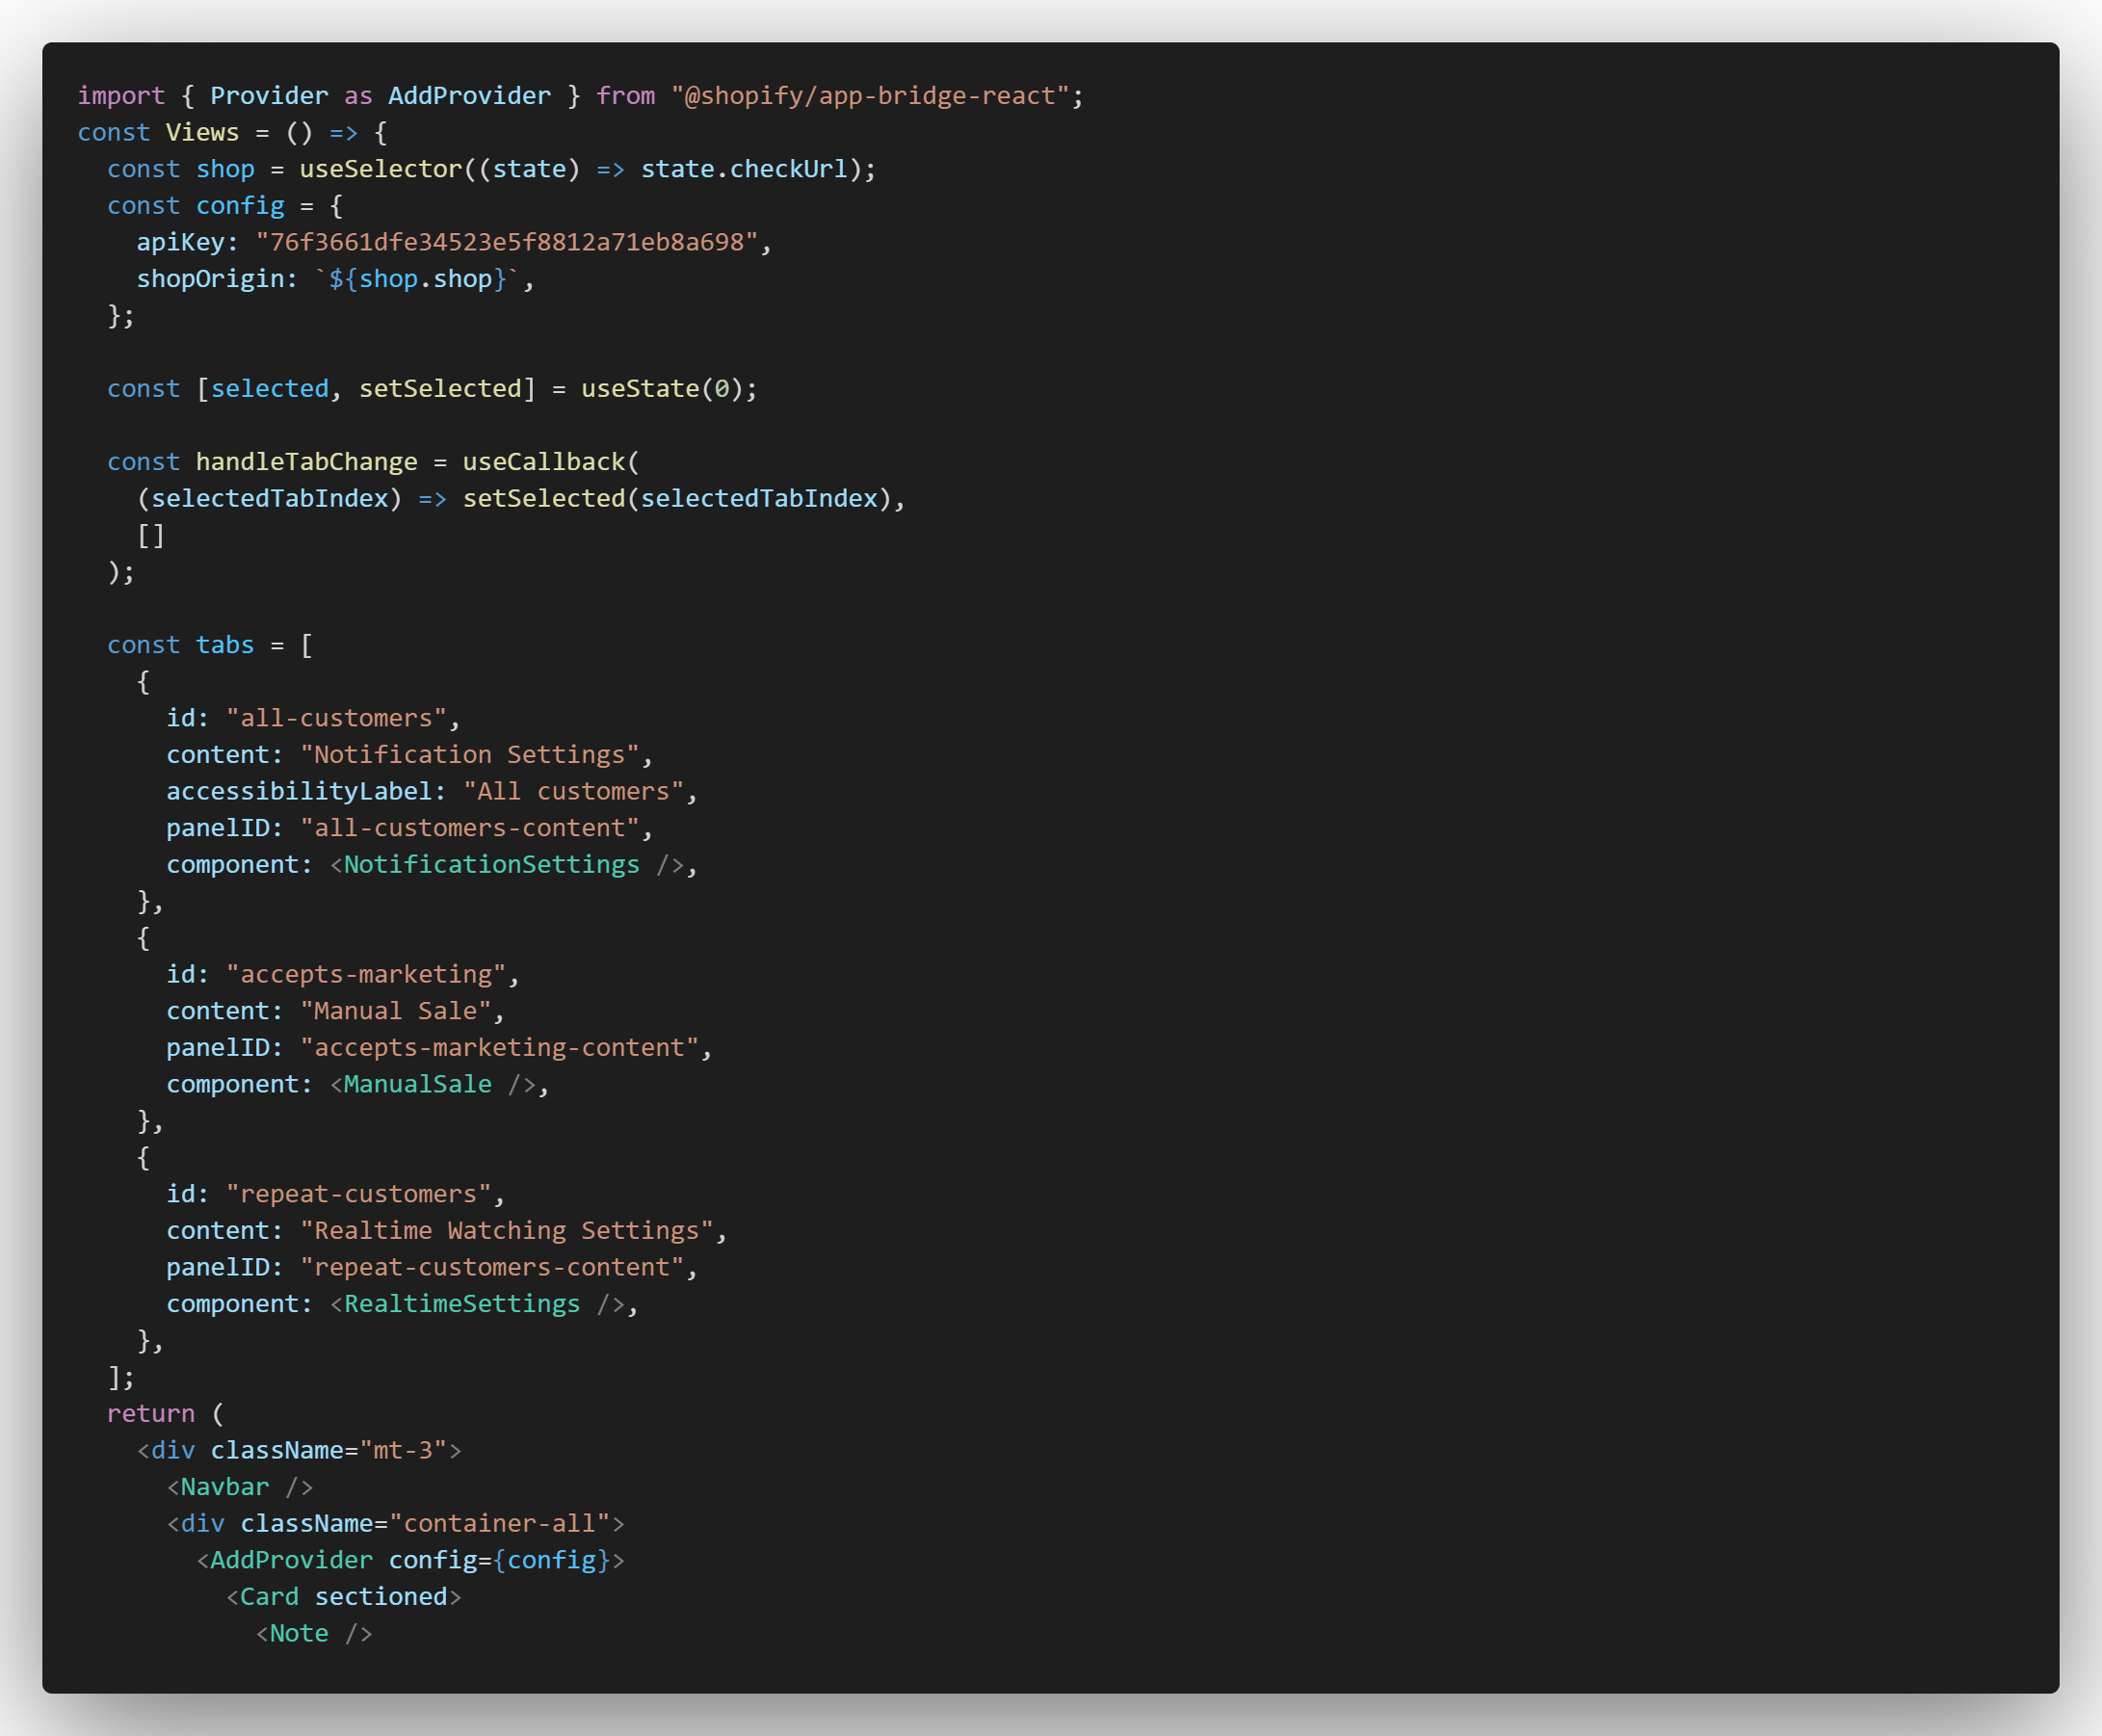 import { Provider as AddProvider } from "@shopify/app-bridge-react";
const Views = () => {
  const shop = useSelector((state) => state.checkUrl);
  const config = {
    apiKey: "76f3661dfe34523e5f8812a71eb8a698",
    shopOrigin: `${shop.shop}`,
  };

  const [selected, setSelected] = useState(0);

  const handleTabChange = useCallback(
    (selectedTabIndex) => setSelected(selectedTabIndex),
    []
  );

  const tabs = [
    {
      id: "all-customers",
      content: "Notification Settings",
      accessibilityLabel: "All customers",
      panelID: "all-customers-content",
      component: <NotificationSettings />,
    },
    {
      id: "accepts-marketing",
      content: "Manual Sale",
      panelID: "accepts-marketing-content",
      component: <ManualSale />,
    },
    {
      id: "repeat-customers",
      content: "Realtime Watching Settings",
      panelID: "repeat-customers-content",
      component: <RealtimeSettings />,
    },
  ];
  return (
    <div className="mt-3">
      <Navbar />
      <div className="container-all">
        <AddProvider config={config}>
          <Card sectioned>
            <Note />